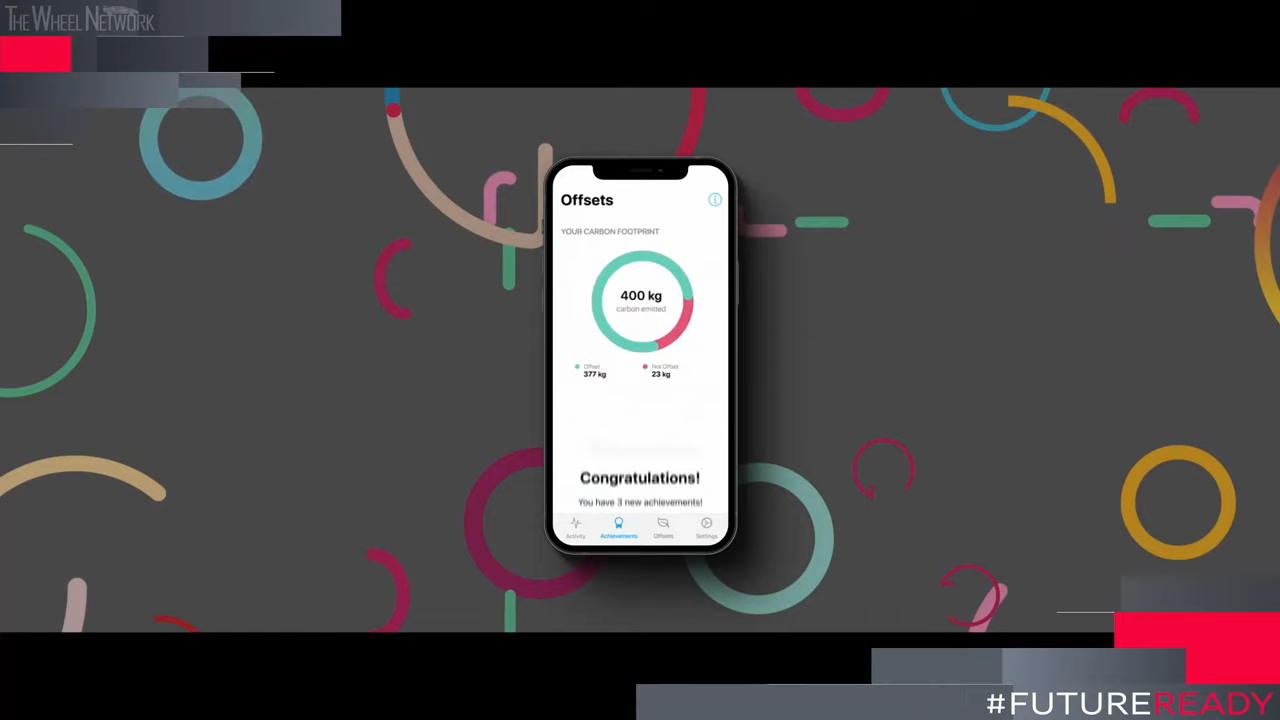 THE WHEEL NETWORK
Offsets
YOUR CARBON FOOTPRINT
400 kg
carbon emitted
Offset
377 kg
Not Offset
23 kg
Congratulations!
You have 3 new achievements!
Activity
Achievements
Offsets
Settings
#FUTUREREADY